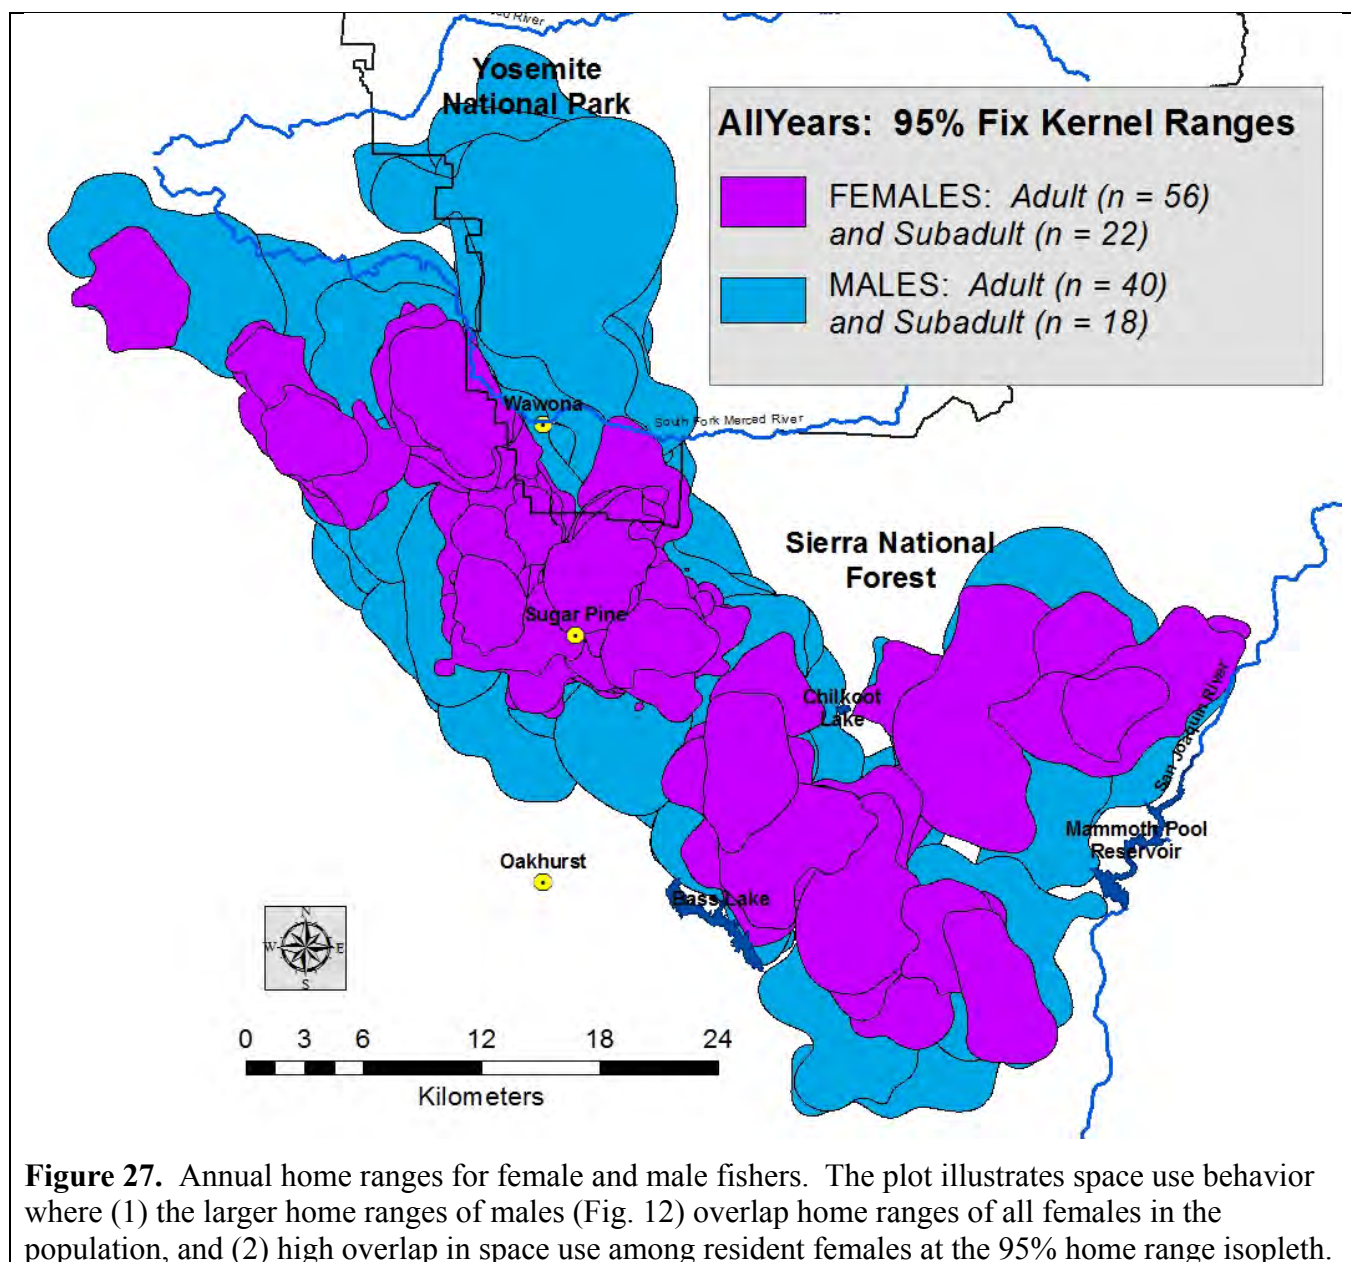 River
Yosemite
National Park
AllYears: 95% Fix Kernel Ranges
FEMALES: Adult (n = 56)
and Subadult (n = 22)
MALES: Adult (n = 40)
and Subadult (n = 18)
Wawona
South Fork Merced River
Sierra National
Forest
Sugar Pine
Chilkoot
Lake
San Joaquin River
Mammoth Pool
Reservoir
Oakhurst
Bass Lake
N
W E
S
0 3 6 12 18 24
Kilometers
Figure 27. Annual home ranges for female and male fishers. The plot illustrates space use behavior
where (1) the larger home ranges of males (Fig. 12) overlap home ranges of all females in the
population, and (2) high overlap in space use among resident females at the 95% home range isopleth.